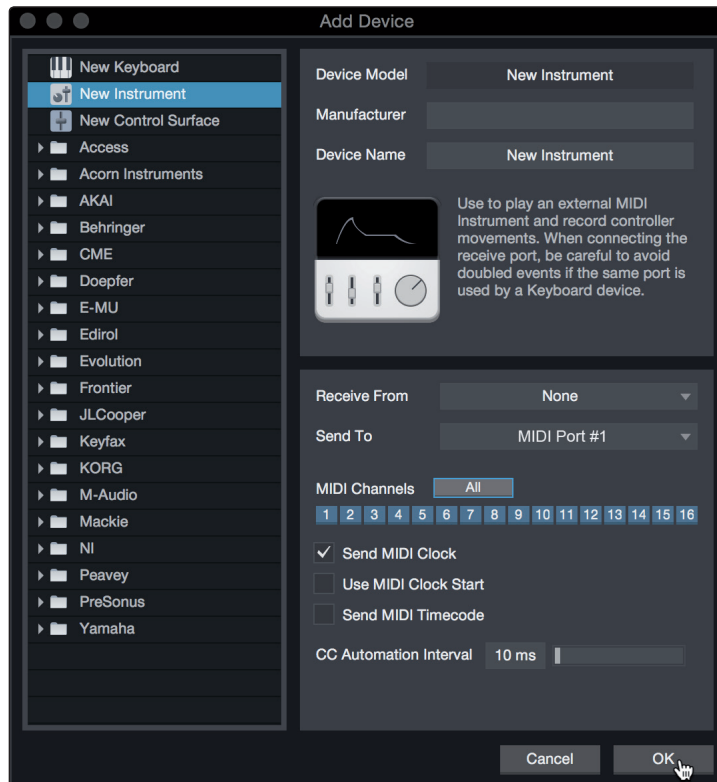 Add Device
New Keyboard
New Instrument
New Control Surface
Access
Acorn Instruments
AKAI
Behringer
CME
Doepfer
E-MU
Edirol
Evolution
Frontier
JLCooper
Keyfax
KORG
M-Audio
Mackie
NI
Peavey
PreSonus
Yamaha
Device Model New Instrument
Manufacturer
Device Name New Instrument
Use to play an external MIDI
Instrument and record controller
movements. When connecting the
receive port, be careful to avoid
doubled events if the same port is
used by a Keyboard device.
Receive From None
Send To MIDI Port #1
MIDI Channels All
1 2 3 4 5 6 7 8 9 10 11 12 13 14 15 16
Send MIDI Clock
Use MIDI Clock Start
Send MIDI Timecode
CC Automation Interval 10 ms
Cancel OK